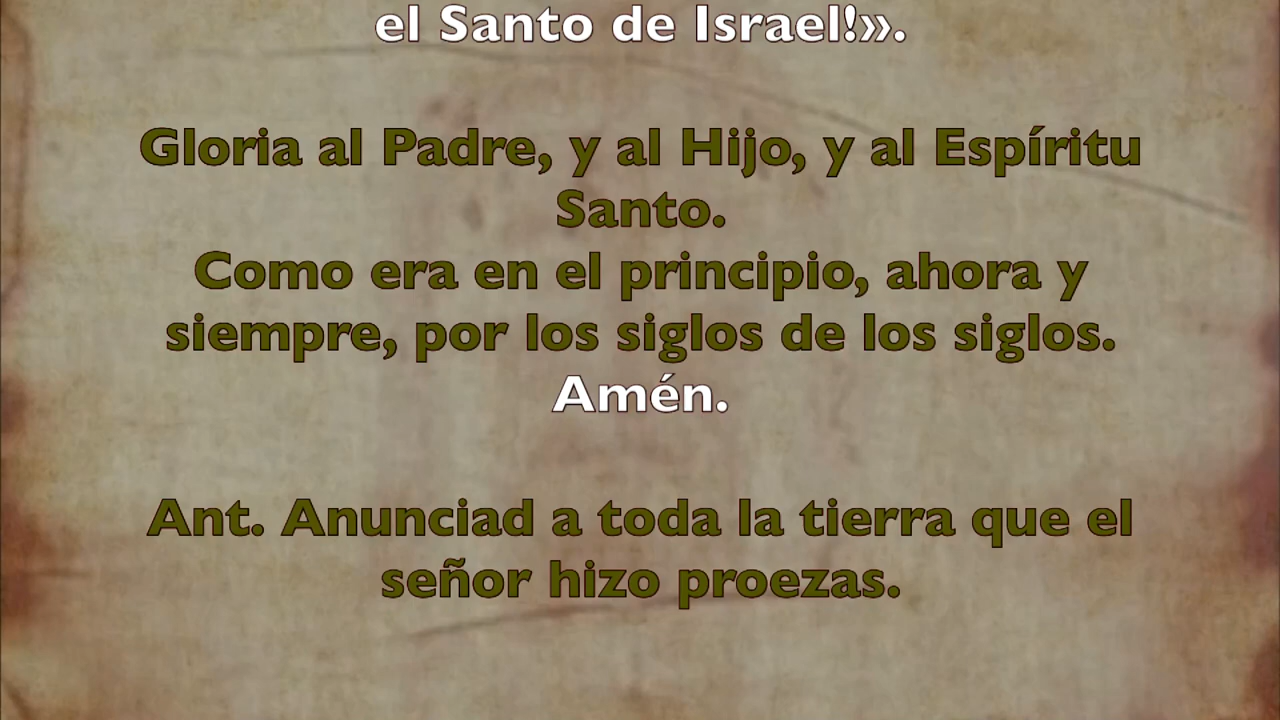 el Santo de Israel!».
Gloria al Padre, y al Hijo, y al Espíritu
Santo.
Como era en el principio, ahora y
siempre, por los siglos de los siglos.
Amén.
Ant. Anunciad a toda la tierra que el
señor hizo proezas.